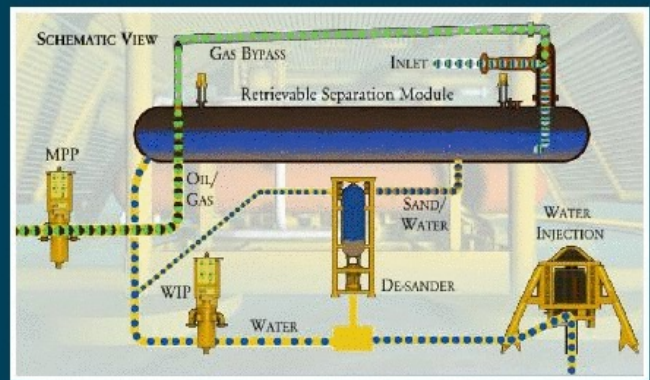 SCHEMATIC VIEW
GAS BYPASS
INLET
Retrievable Separation Module
MPP
OIL/
GAS
SAND/
WATER
WATER
INJECTION
WIP
DE-SANDER
WATER